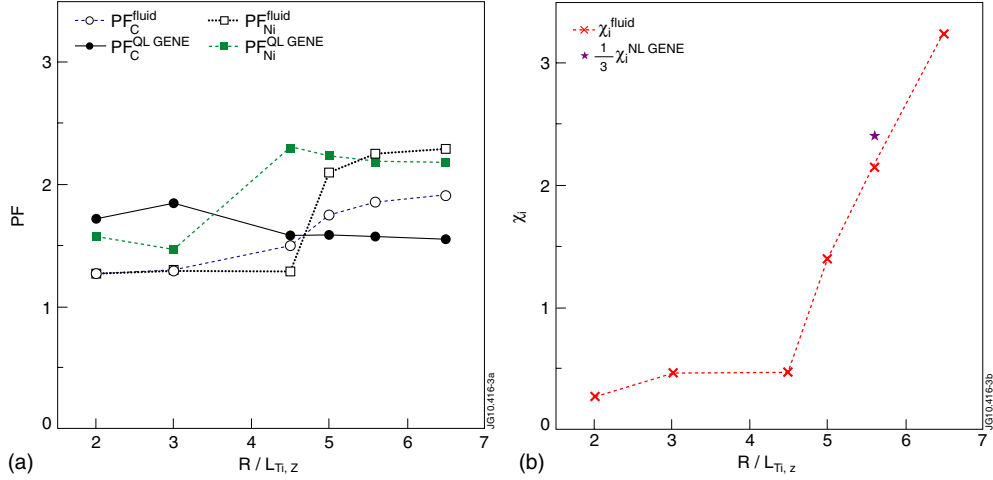 PF_C^fluid
PF_Ni^fluid
PF_C^QL GENE
PF_Ni^QL GENE
3
2
1
0
PF
2
3
4
5
6
7
R / L_Ti, Z
(a)
JG10.416-3a
χ_i^fluid
1/3 χ_i^NL GENE
3
2
1
0
χ_i
2
3
4
5
6
7
R / L_Ti, z
(b)
JG10.416-3b